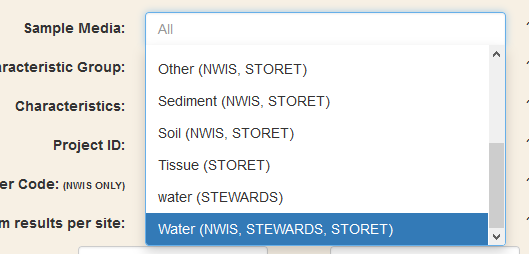 Sample Media:
All
aracteristic Group:
Other (NWIS, STORET)
Sediment (NWIS, STORET)
Characteristics:
Soil (NWIS, STORET)
Project ID:
Tissue (STORET)
er Code: (NWIS ONLY)
water (STEWARDS)
m results per site:
Water (NWIS, STEWARDS, STORET)